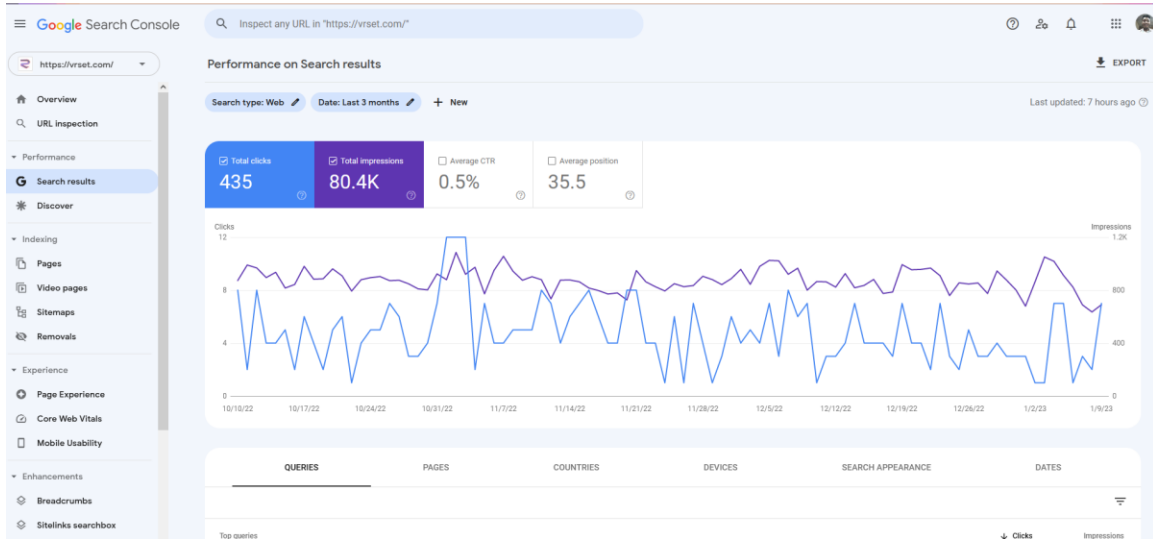 Google Search Console
Inspect any URL in "https://vrset.com/"
https://vrset.com/
Overview
URL inspection
Performance
Search results
Discover
Indexing
Pages
Video pages
Sitemaps
Removals
Experience
Page Experience
Core Web Vitals
Mobile Usability
Enhancements
Breadcrumbs
Sitelinks searchbox
Performance on Search results
EXPORT
Search type: Web
Date: Last 3 months
+ New
Last updated: 7 hours ago
Total clicks
435
Total impressions
80.4K
Average CTR
0.5%
Average position
35.5
Clicks
Impressions
12
8
4
0
1.2K
800
400
0
10/10/22 10/17/22 10/24/22 10/31/22 11/7/22 11/14/22 11/21/22 11/28/22 12/5/22 12/12/22 12/19/22 12/26/22 1/2/23 1/9/23
QUERIES PAGES COUNTRIES DEVICES SEARCH APPEARANCE DATES
Top queries Clicks Impressions